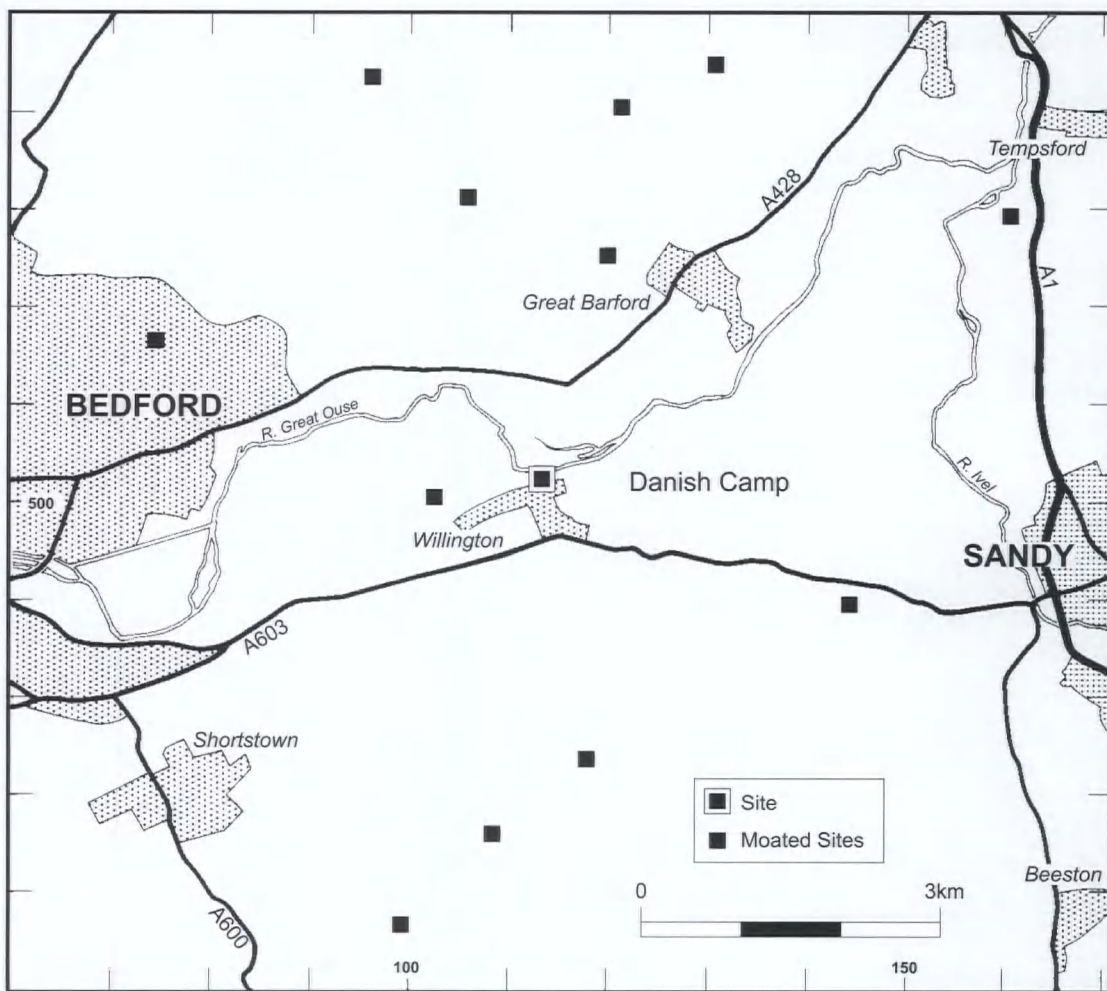 Tempsford
A428
A1
Great Barford
BEDFORD
R. Great Ouse
500
Danish Camp
R. Ivel
Willington
SANDY
A603
Shortstown
Site
Moated Sites
Beeston
0 3km
A600
100
150